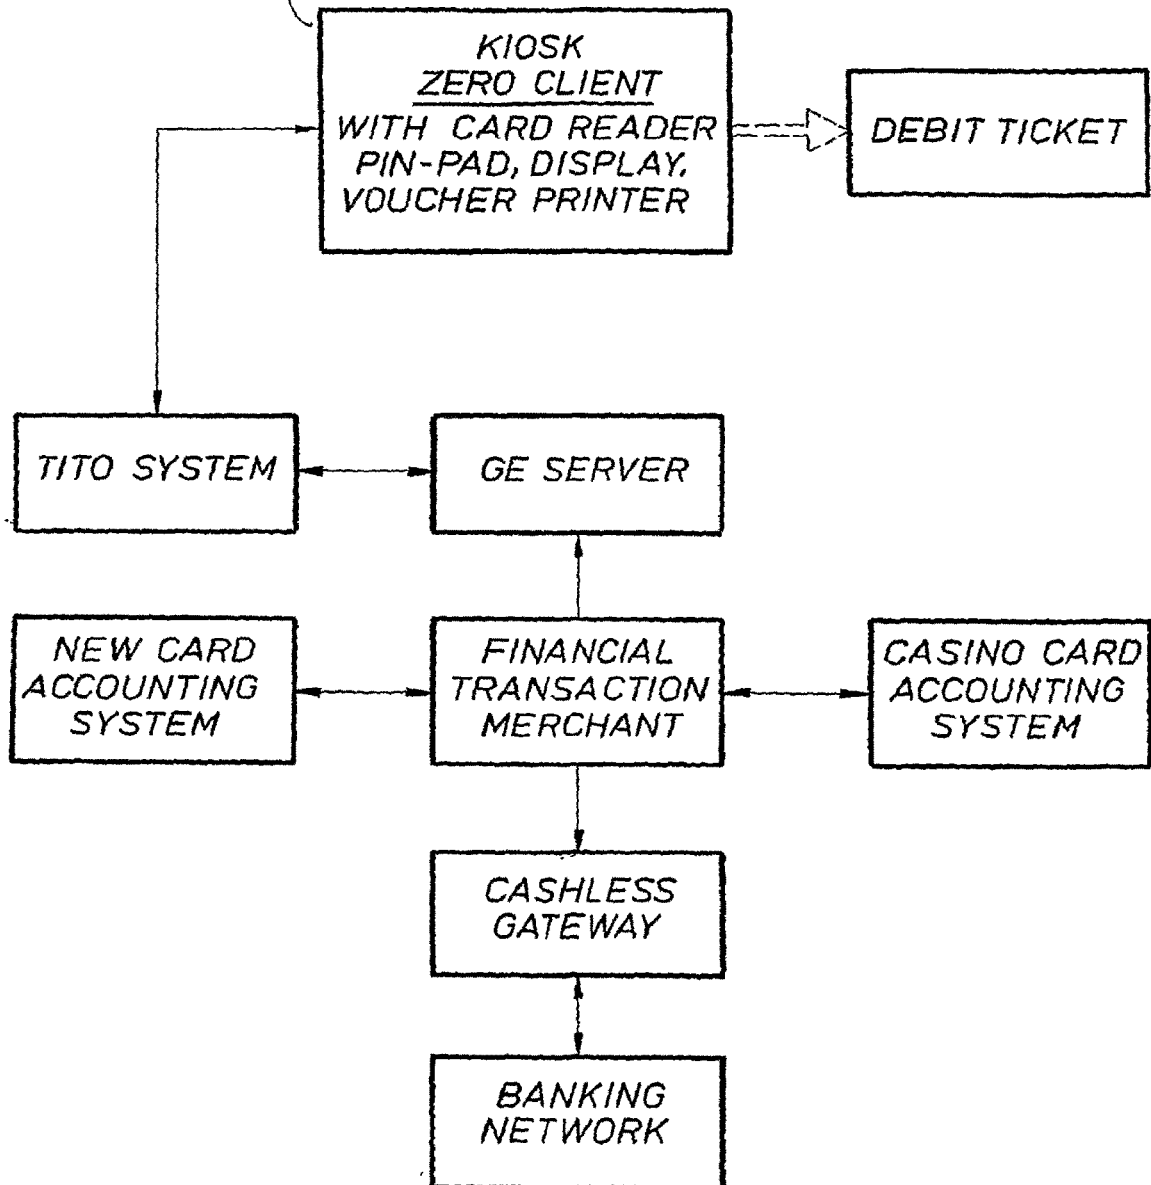 KIOSK
ZERO CLIENT
WITH CARD READER
PIN-PAD, DISPLAY,
VOUCHER PRINTER
DEBIT TICKET
TITO SYSTEM
GE SERVER
NEW CARD
ACCOUNTING
SYSTEM
FINANCIAL
TRANSACTION
MERCHANT
CASINO CARD
ACCOUNTING
SYSTEM
CASHLESS
GATEWAY
BANKING
NETWORK